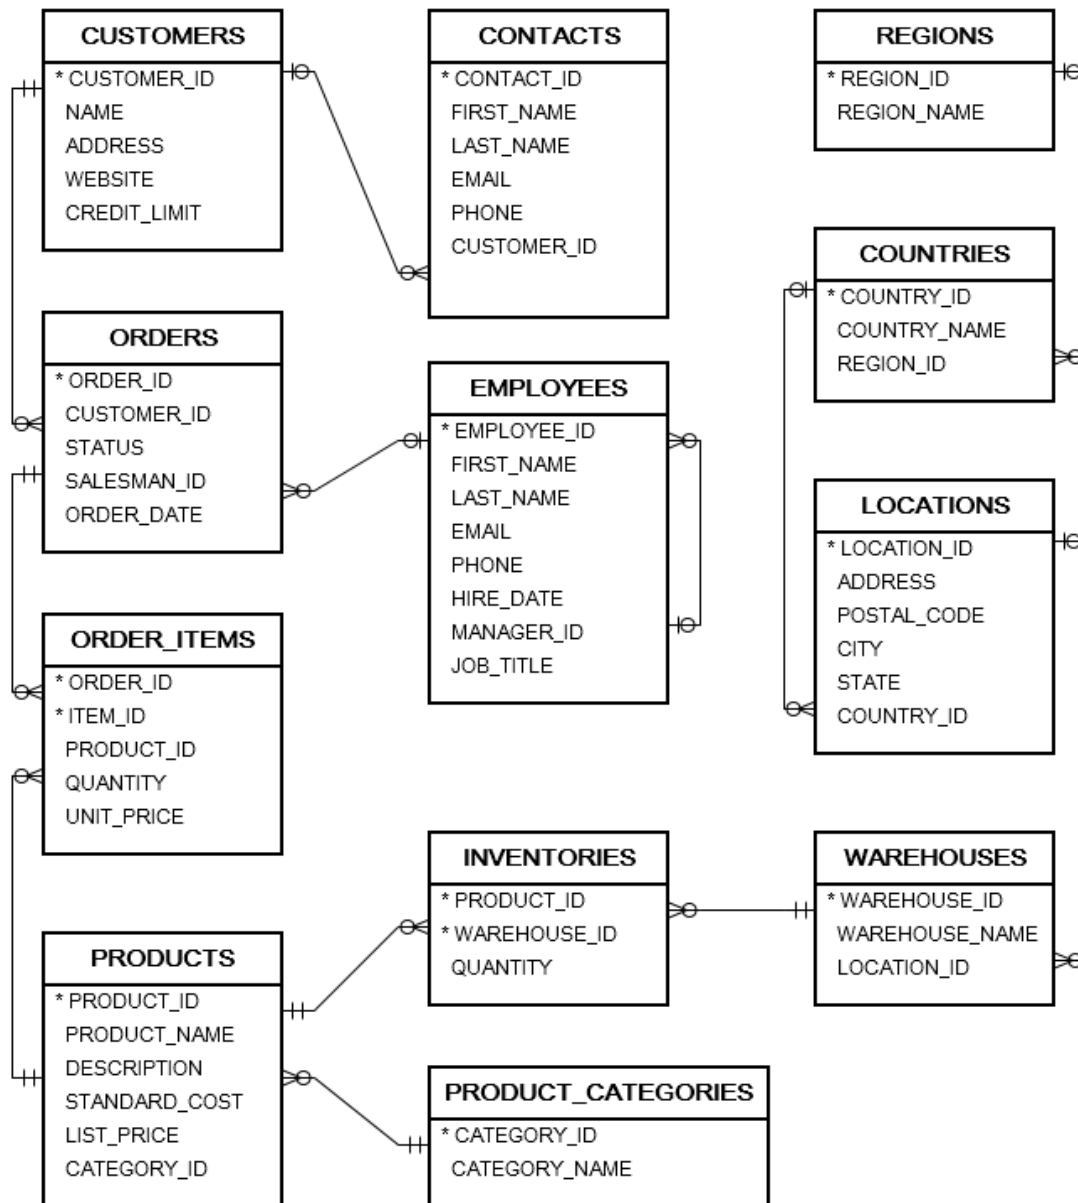 CUSTOMERS
* CUSTOMER_ID
NAME
ADDRESS
WEBSITE
CREDIT_LIMIT
CONTACTS
* CONTACT_ID
FIRST_NAME
LAST_NAME
EMAIL
PHONE
CUSTOMER_ID
REGIONS
* REGION_ID
REGION_NAME
COUNTRIES
* COUNTRY_ID
COUNTRY_NAME
REGION_ID
ORDERS
* ORDER_ID
CUSTOMER_ID
STATUS
SALESMAN_ID
ORDER_DATE
EMPLOYEES
* EMPLOYEE_ID
FIRST_NAME
LAST_NAME
EMAIL
PHONE
HIRE_DATE
MANAGER_ID
JOB_TITLE
LOCATIONS
* LOCATION_ID
ADDRESS
POSTAL_CODE
CITY
STATE
COUNTRY_ID
ORDER_ITEMS
* ORDER_ID
* ITEM_ID
PRODUCT_ID
QUANTITY
UNIT_PRICE
INVENTORIES
* PRODUCT_ID
* WAREHOUSE_ID
QUANTITY
WAREHOUSES
* WAREHOUSE_ID
WAREHOUSE_NAME
LOCATION_ID
PRODUCTS
* PRODUCT_ID
PRODUCT_NAME
DESCRIPTION
STANDARD_COST
LIST_PRICE
CATEGORY_ID
PRODUCT_CATEGORIES
* CATEGORY_ID
CATEGORY_NAME